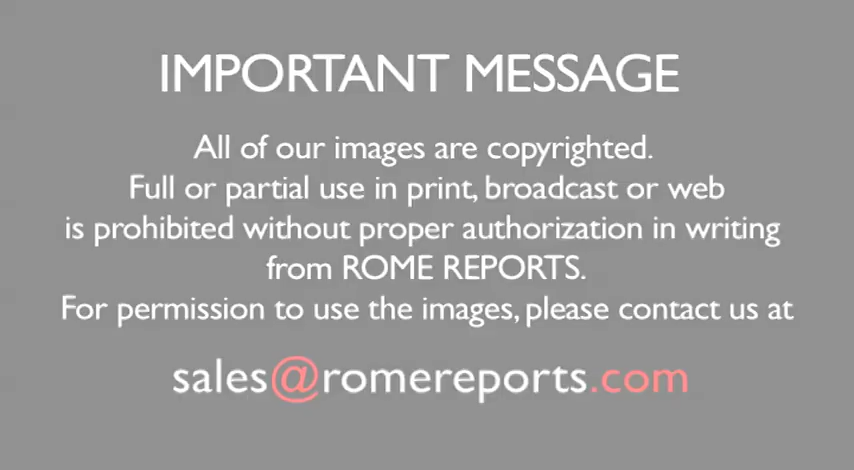 IMPORTANT MESSAGE
All of our images are copyrighted.
Full or partial use in print, broadcast or web
is prohibited without proper authorization in writing
from ROME REPORTS.
For permission to use the images, please contact us at
sales@romereports.com